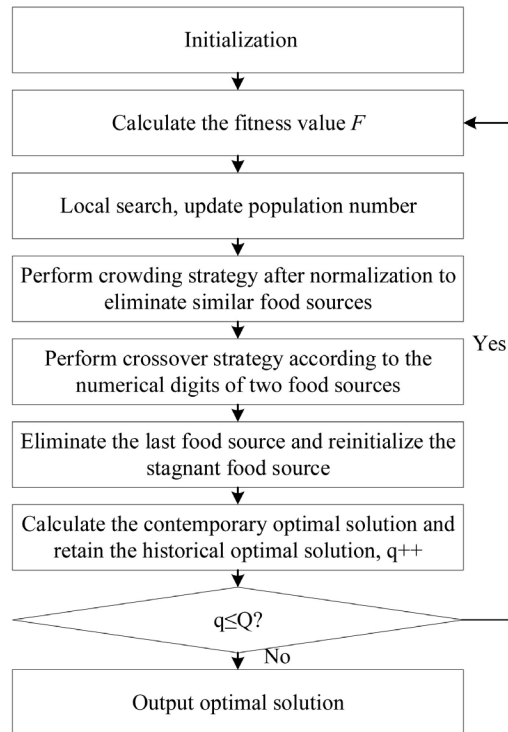 Initialization
Calculate the fitness value F
Local search, update population number
Perform crowding strategy after normalization to
eliminate similar food sources
Yes
Perform crossover strategy according to the
numerical digits of two food sources
Eliminate the last food source and reinitialize the
stagnant food source
Calculate the contemporary optimal solution and
retain the historical optimal solution, q++
q≤Q?
No
Output optimal solution